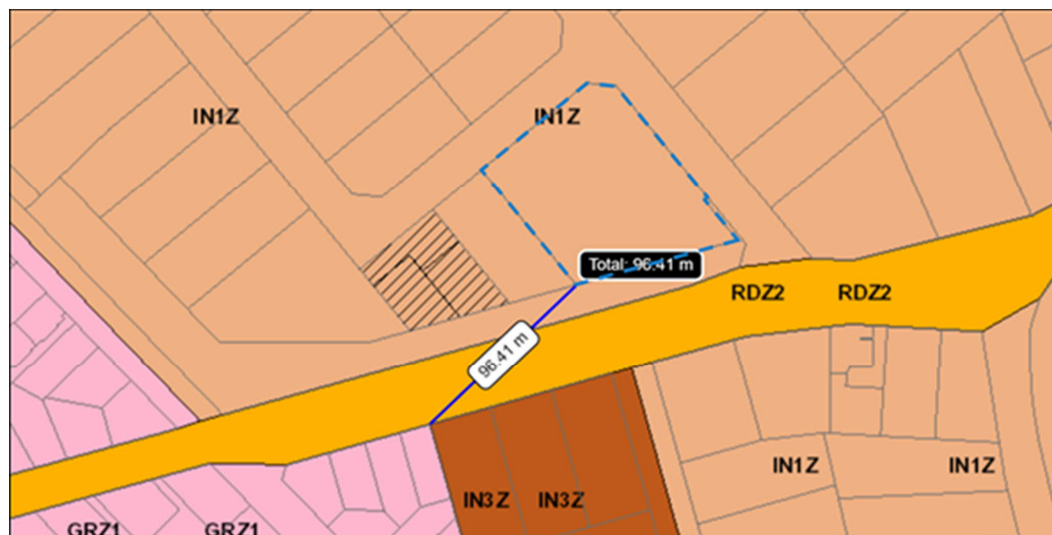 IN1Z
IN1Z
Total: 96.41 m
RDZ2
RDZ2
96.41 m
IN1Z
IN1Z
IN3Z
IN3Z
GRZ1
GRZ1